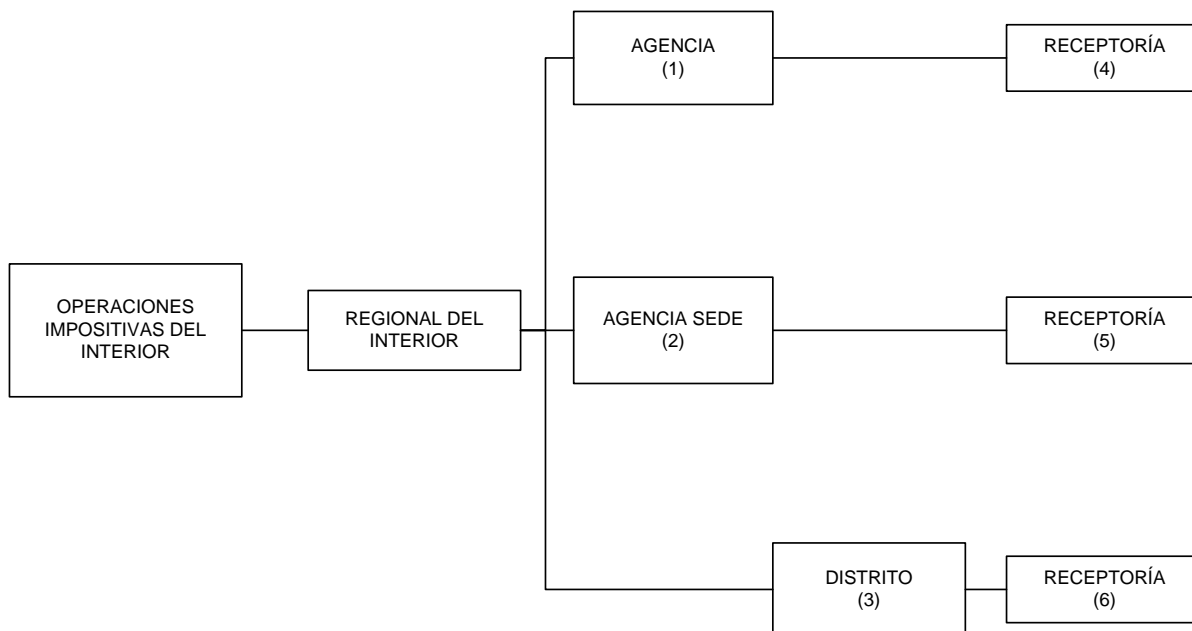 AGENCIA
(1)
RECEPTORÍA
(4)
OPERACIONES
IMPOSITIVAS DEL
INTERIOR
REGIONAL DEL
INTERIOR
AGENCIA SEDE
(2)
RECEPTORÍA
(5)
DISTRITO
(3)
RECEPTORÍA
(6)